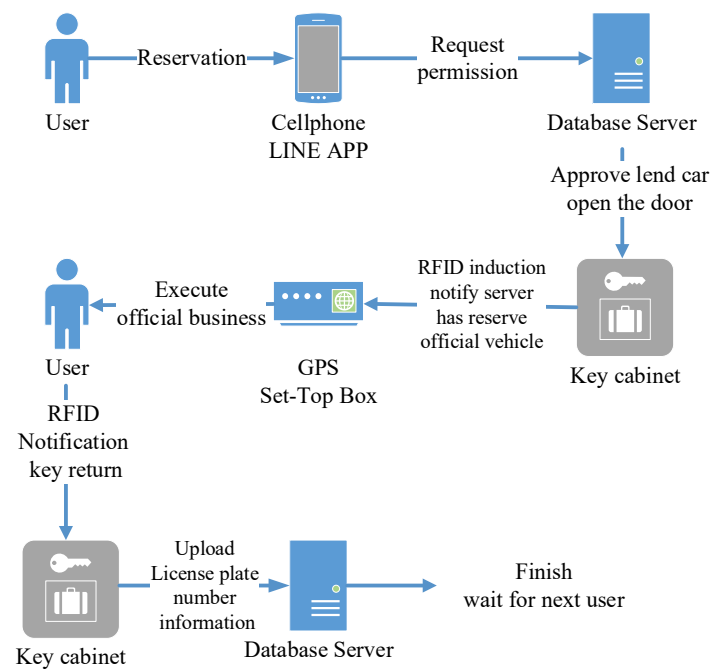 User
Reservation
Cellphone
LINE APP
Request
permission
Database Server
Approve lend car
open the door
Key cabinet
RFID induction
notify server
has reserve
official vehicle
GPS
Set-Top Box
Execute
official business
User
RFID
Notification
key return
Key cabinet
Upload
License plate
number
information
Database Server
Finish
wait for next user